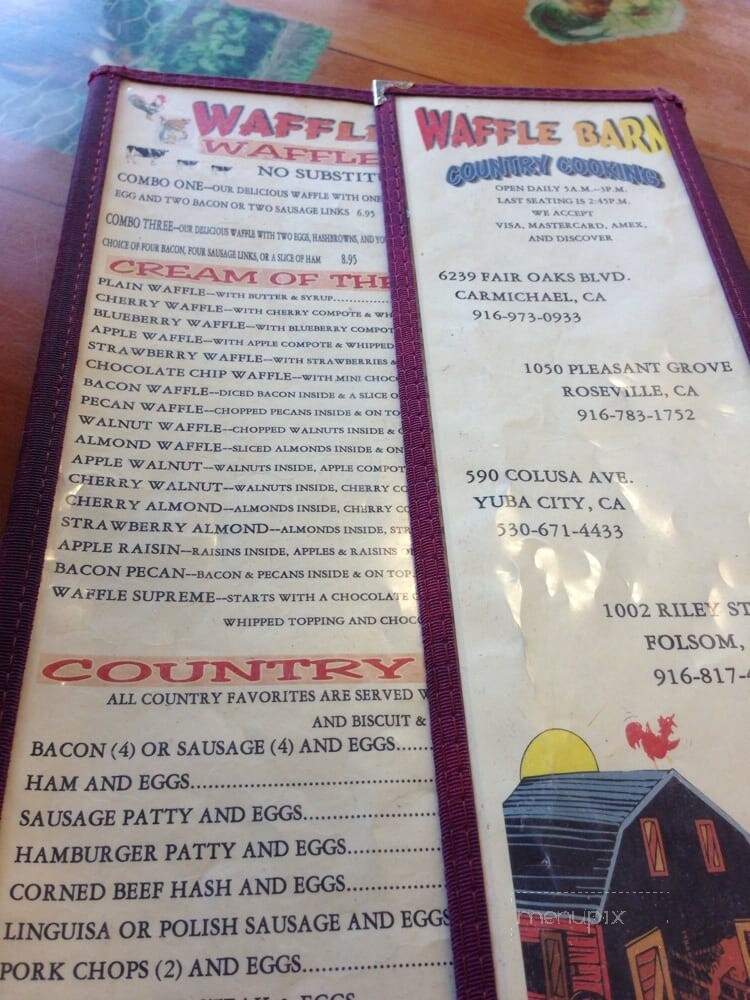 WAFFLE
WAFFLE
NO SUBSTITU
COMBO ONE—OUR DELICIOUS WAFFLE WITH ONE
EGG AND TWO BACON OR TWO SAUSAGE LINKS 6.95
COMBO THREE—OUR DELICIOUS WAFFLE WITH TWO EGGS, HASHBROWNS, AND YO
CHOICE OF FOUR BACON, FOUR SAUSAGE LINKS, OR A SLICE OF HAM 8.95
CREAM OF THE
PLAIN WAFFLE—WITH BUTTER & SYRUP............
CHERRY WAFFLE—WITH CHERRY COMPOTE & WH
BLUEBERRY WAFFLE—WITH BLUEBERRY COMPOT
APPLE WAFFLE—WITH APPLE COMPOTE & WHIPPED
STRAWBERRY WAFFLE—WITH STRAWBERRIES &
CHOCOLATE CHIP WAFFLE—WITH MINI CHOC
BACON WAFFLE—DICED BACON INSIDE & A SLICE O
PECAN WAFFLE—CHOPPED PECANS INSIDE & ON TO
WALNUT WAFFLE—CHOPPED WALNUTS INSIDE &
ALMOND WAFFLE—SLICED ALMONDS INSIDE & ON
APPLE WALNUT—WALNUTS INSIDE, APPLE COMPOT
CHERRY WALNUT—WALNUTS INSIDE, CHERRY CO
CHERRY ALMOND—ALMONDS INSIDE, CHERRY CO
STRAWBERRY ALMOND—ALMONDS INSIDE, STR
APPLE RAISIN—RAISINS INSIDE, APPLES & RAISINS
BACON PECAN—BACON & PECANS INSIDE & ON TOP
WAFFLE SUPREME—STARTS WITH A CHOCOLATE
WHIPPED TOPPING AND CHOC
COUNTRY
ALL COUNTRY FAVORITES ARE SERVED W
AND BISCUIT &
BACON (4) OR SAUSAGE (4) AND EGGS......
HAM AND EGGS....................................
SAUSAGE PATTY AND EGGS....................
HAMBURGER PATTY AND EGGS..............
CORNED BEEF HASH AND EGGS..............
LINGUISA OR POLISH SAUSAGE AND EGGS
PORK CHOPS (2) AND EGGS....................
& EGGS
WAFFLE BARN
COUNTRY COOKING
OPEN DAILY 5A.M.–3P.M.
LAST SEATING IS 2:45P.M.
WE ACCEPT
VISA, MASTERCARD, AMEX,
AND DISCOVER
6239 FAIR OAKS BLVD.
CARMICHAEL, CA
916-973-0933
1050 PLEASANT GROVE
ROSEVILLE, CA
916-783-1752
590 COLUSA AVE.
YUBA CITY, CA
530-671-4433
1002 RILEY ST
FOLSOM,
916-817-4
menupix